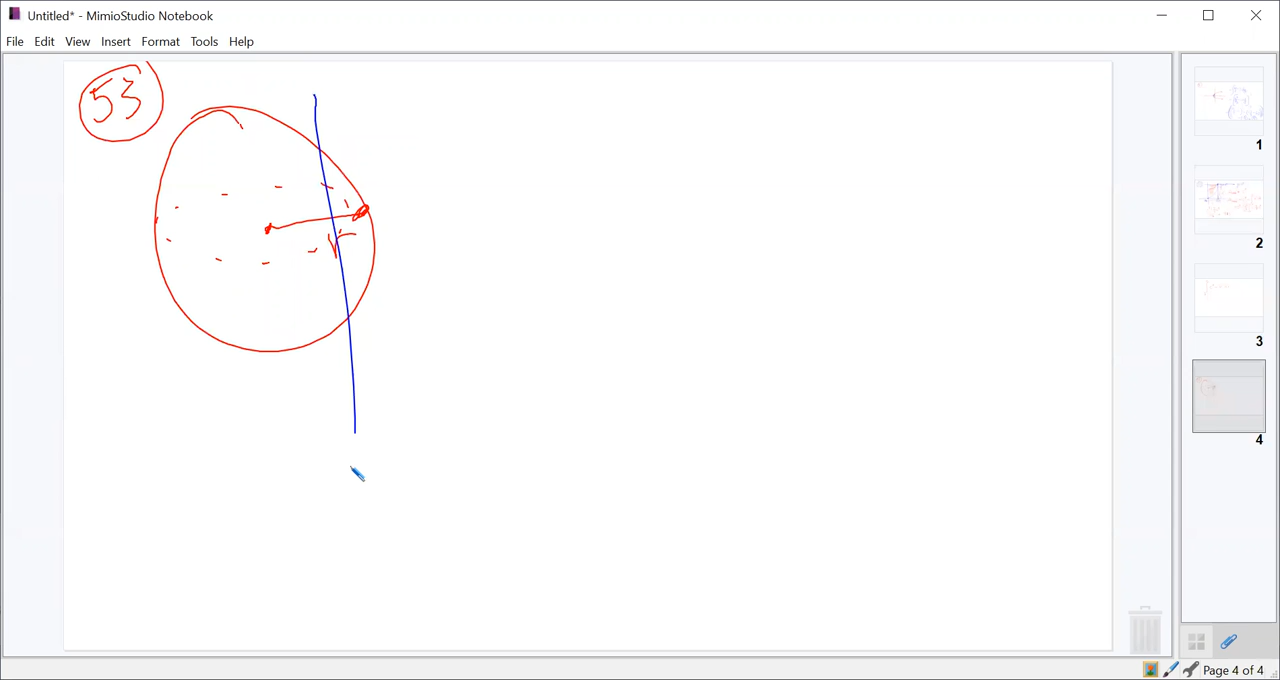 Untitled* - MimioStudio Notebook
File Edit View Insert Format Tools Help
53
r
1
2
3
4
Page 4 of 4